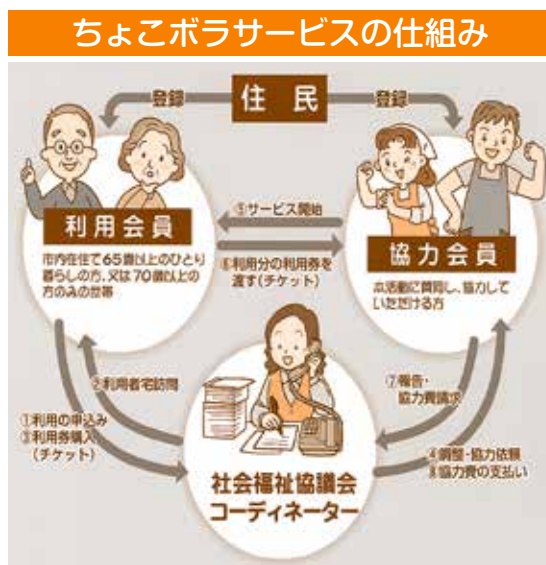 ちょこボラサービスの仕組み
住民
登録
登録
利用会員
市内在住で65歳以上のひとり
暮らしの方、又は70歳以上の
方のみの世帯
⑤サービス開始
⑥利用分の利用券を
渡す(チケット)
協力会員
本活動に賛同し、協力して
いただける方
②利用者宅訪問
①利用の申込み
③利用券購入
(チケット)
⑦報告・
協力費請求
④調整・協力依頼
⑧協力費の支払い
社会福祉協議会
コーディネーター